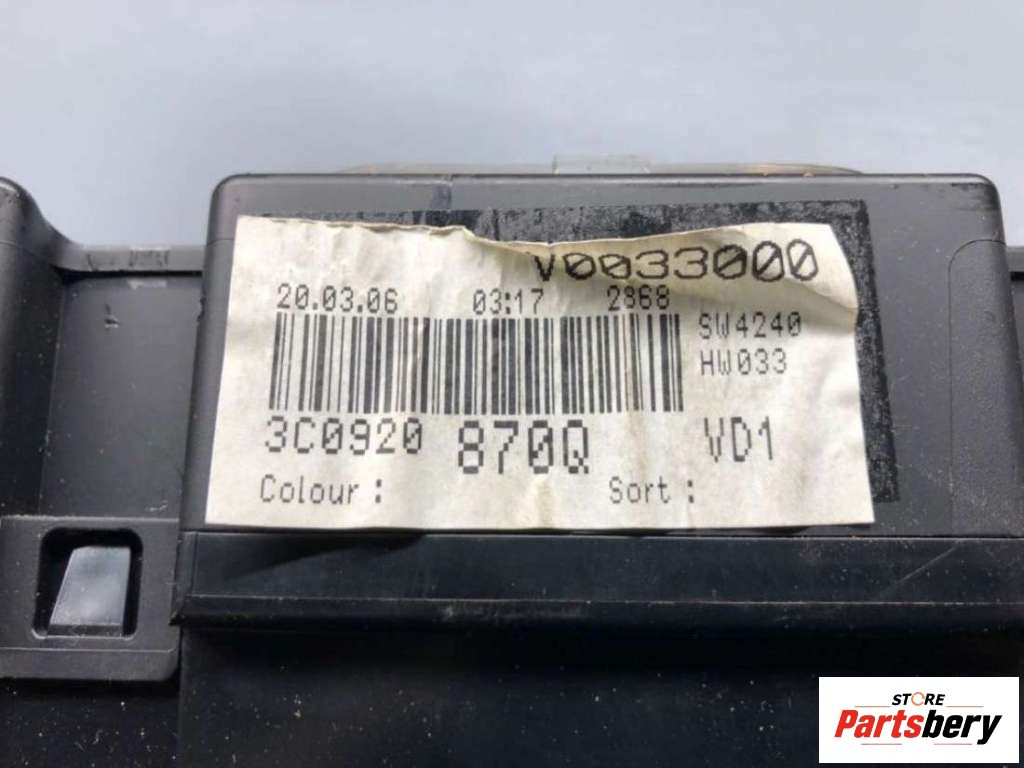 V0033000
20.03.06 03:17 2868
SW4240
HW033
3C0920 870Q VD1
Colour : Sort :
STORE
Partsbery